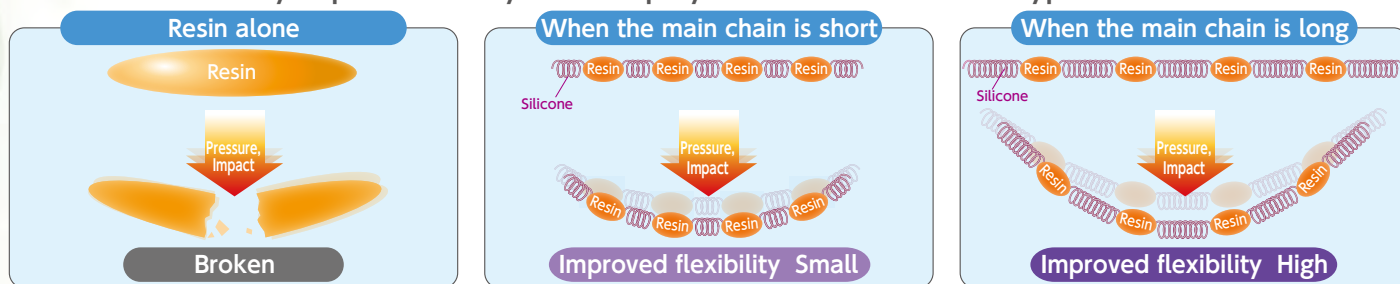 Resin alone
Resin
Pressure,
Impact
Broken
When the main chain is short
Resin Resin Resin Resin
Silicone
Pressure,
Impact
Resin Resin Resin Resin
Improved flexibility Small
When the main chain is long
Resin Resin Resin Resin
Silicone
Pressure,
Impact
Resin Resin Resin Resin
Improved flexibility High